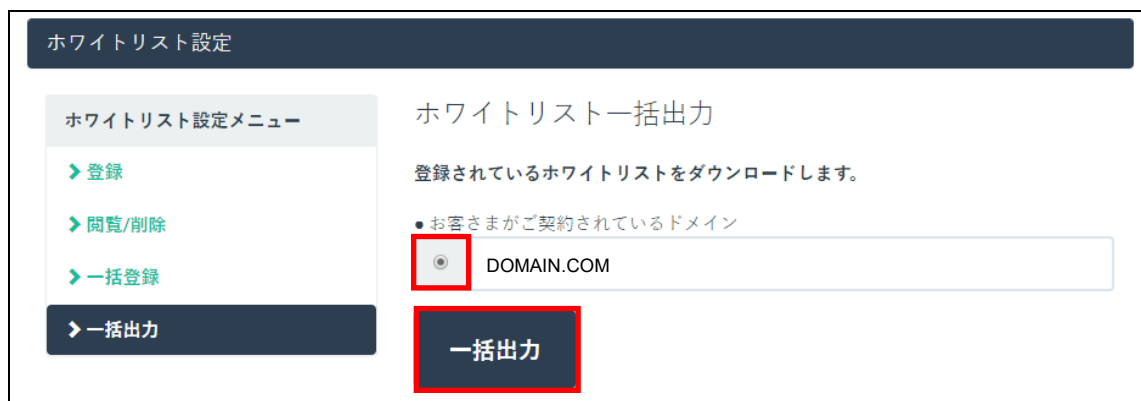 ホワイトリスト設定
ホワイトリスト設定メニュー
登録
閲覧/削除
一括登録
一括出力
ホワイトリスト一括出力
登録されているホワイトリストをダウンロードします。
●お客さまがご契約されているドメイン
DOMAIN.COM
一括出力